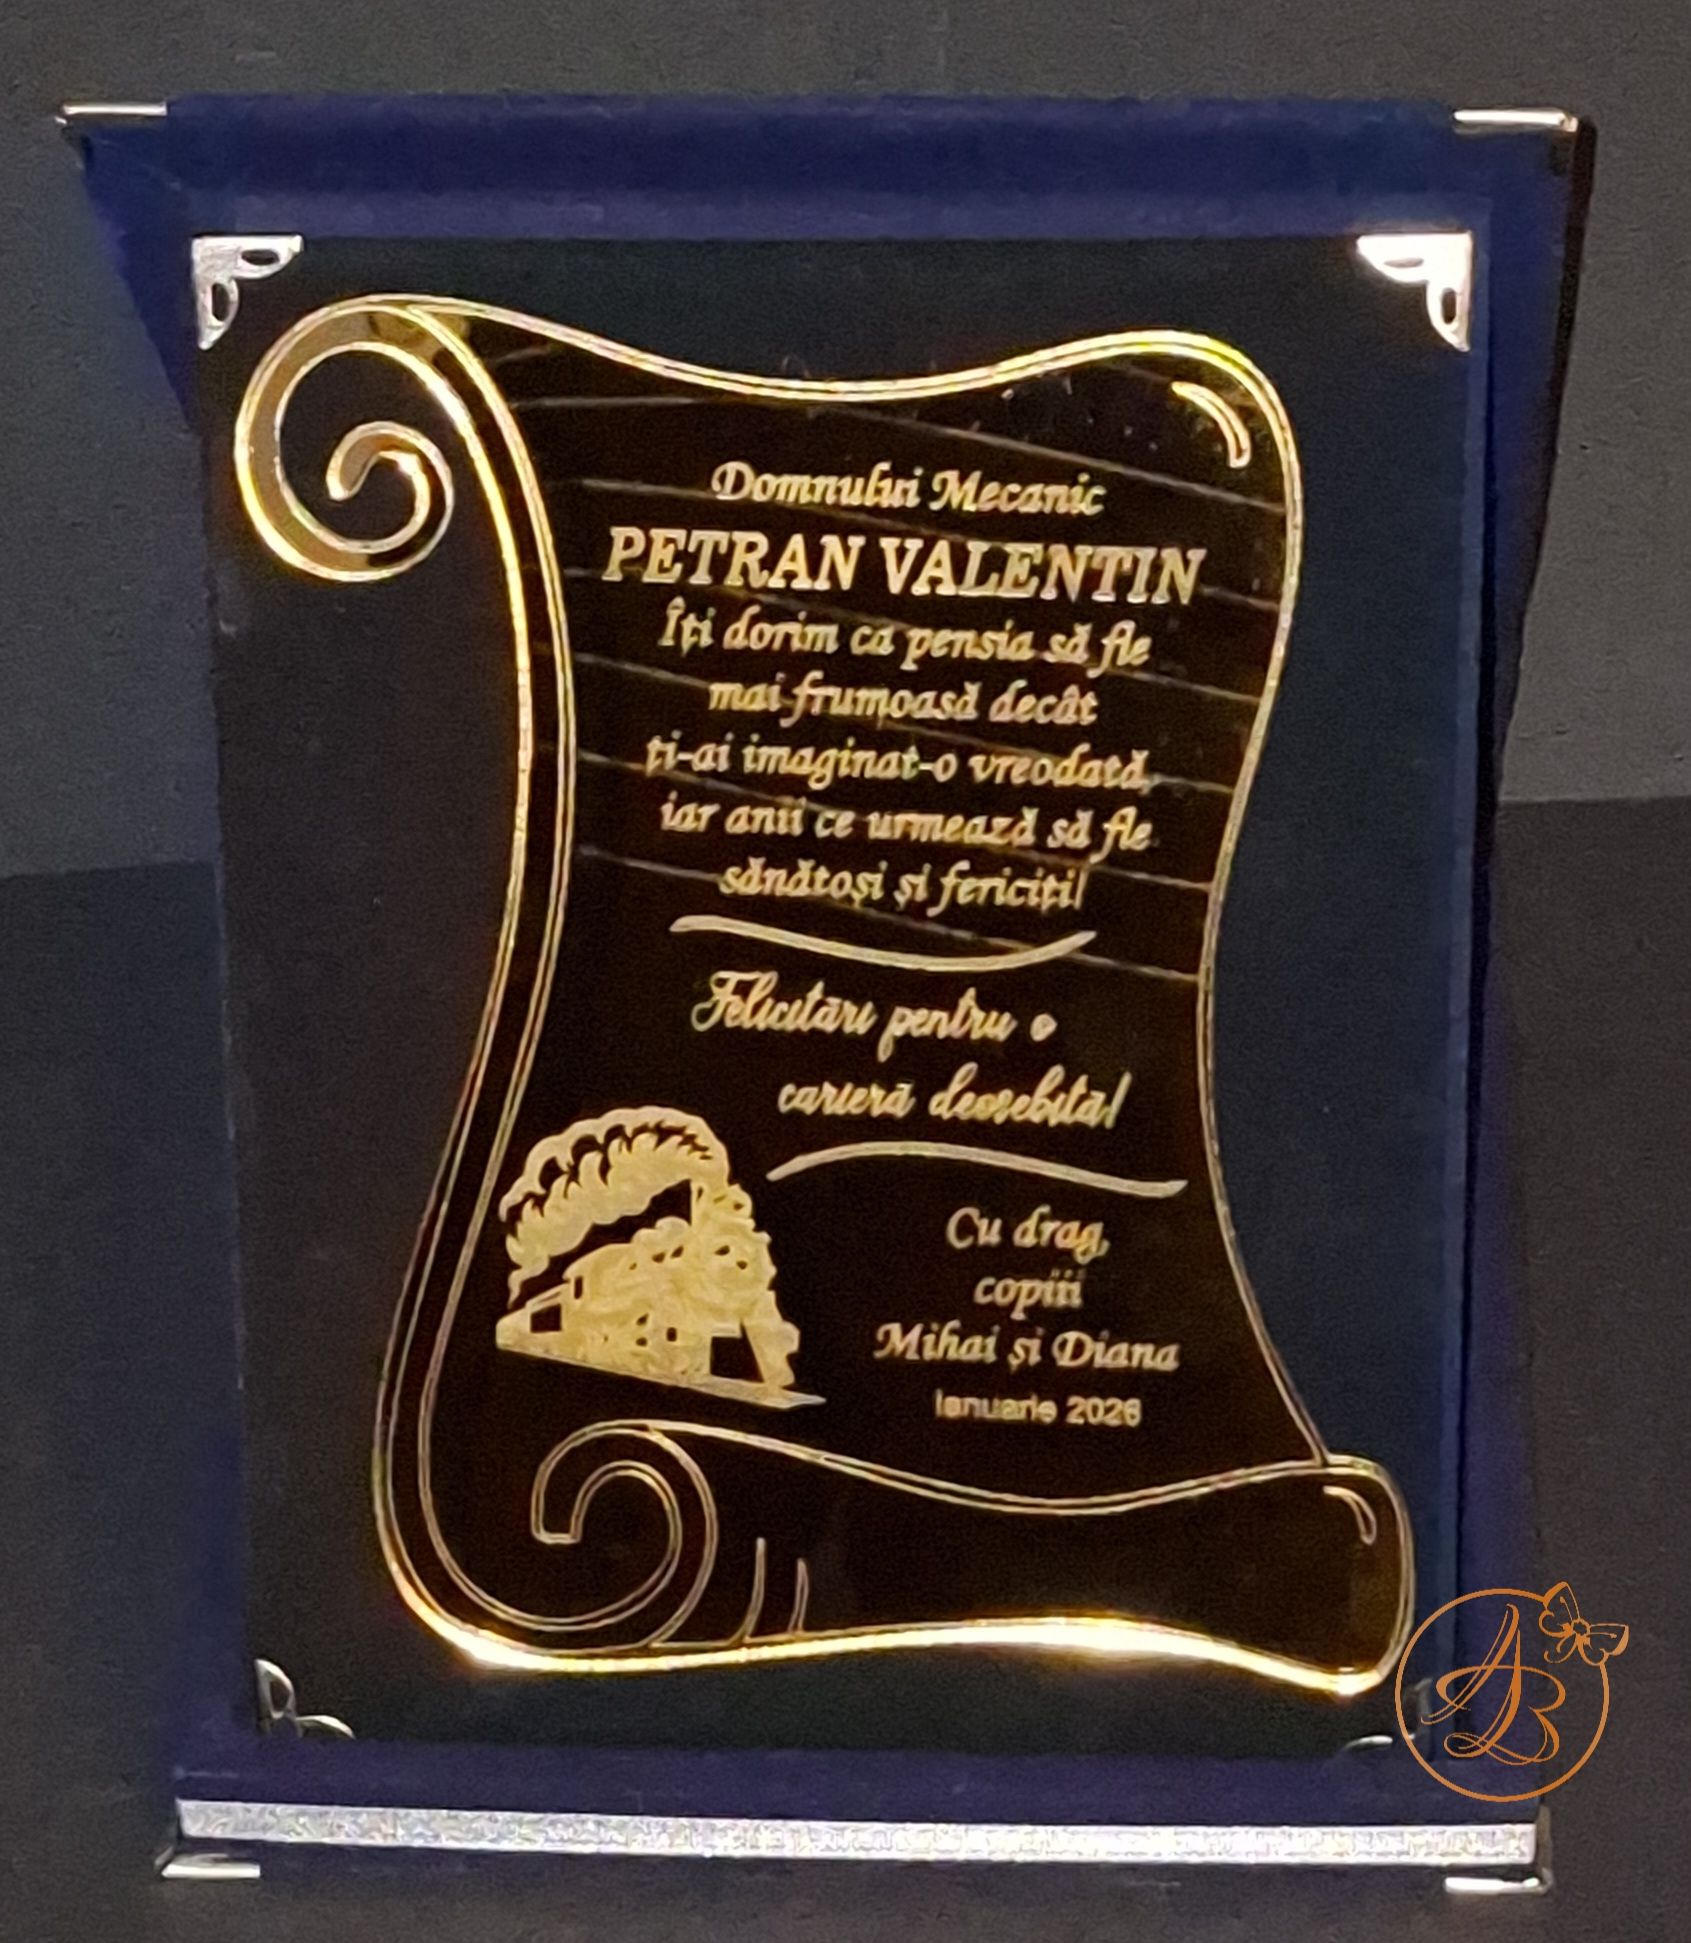 Domnului Mecanic
PETRAN VALENTIN
Îți dorim ca pensia să fie
mai frumoasă decât
ți-ai imaginat-o vreodată,
iar anii ce urmează să fie
sănătoși și fericiți!
Felicitări pentru o
carieră deosebită!
Cu drag,
copiii
Mihai și Diana
Ianuarie 2026
AB